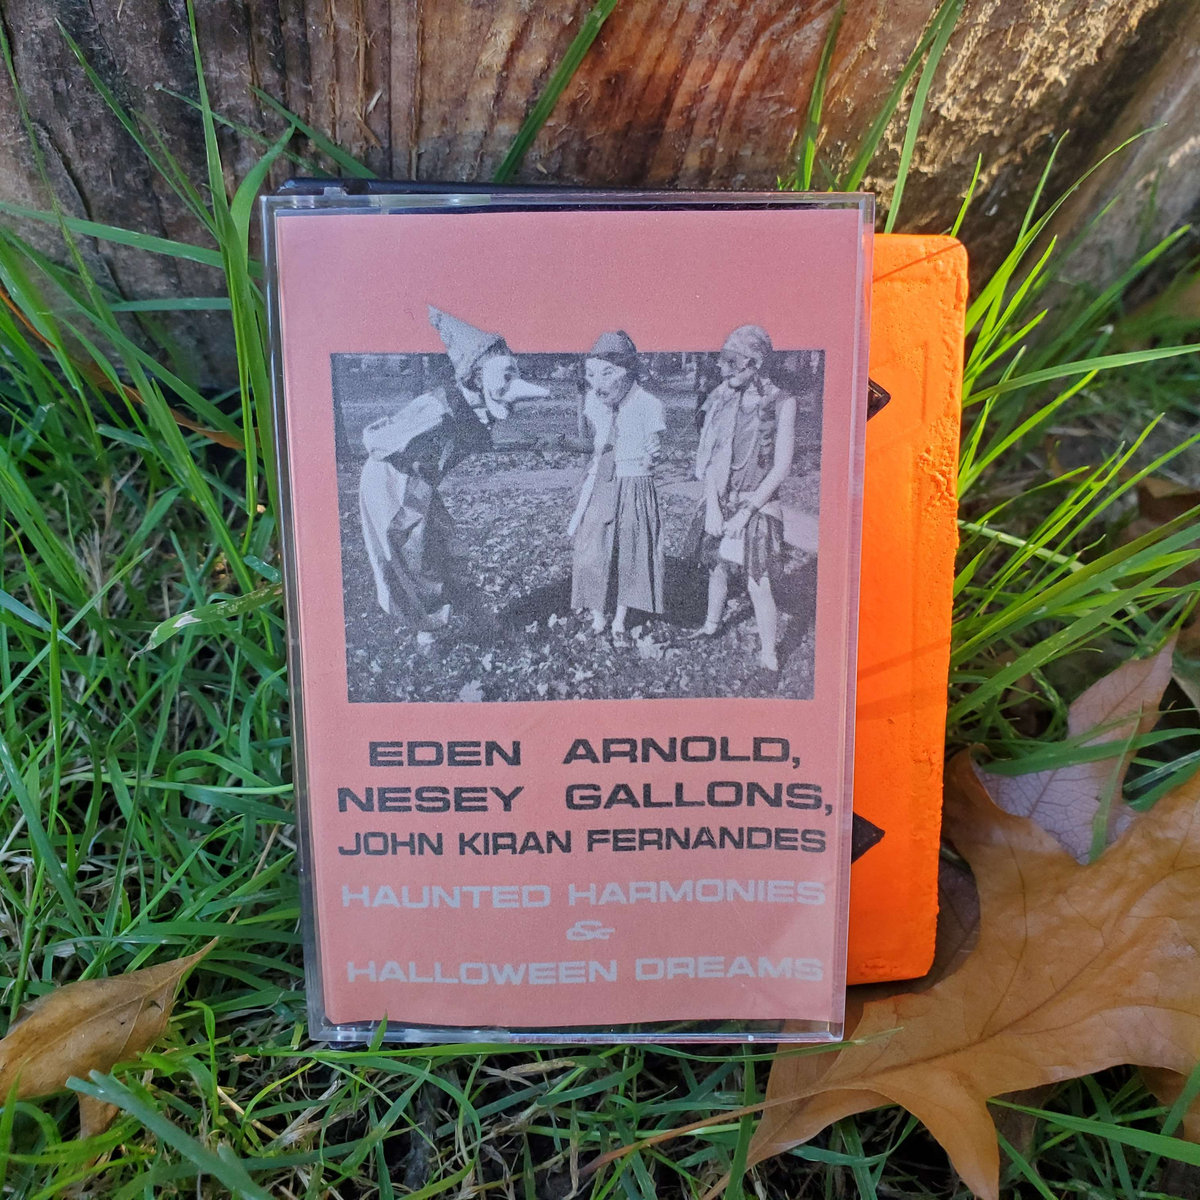 EDEN ARNOLD,
NESEY GALLONS,
JOHN KIRAN FERNANDES
HAUNTED HARMONIES
&
HALLOWEEN DREAMS